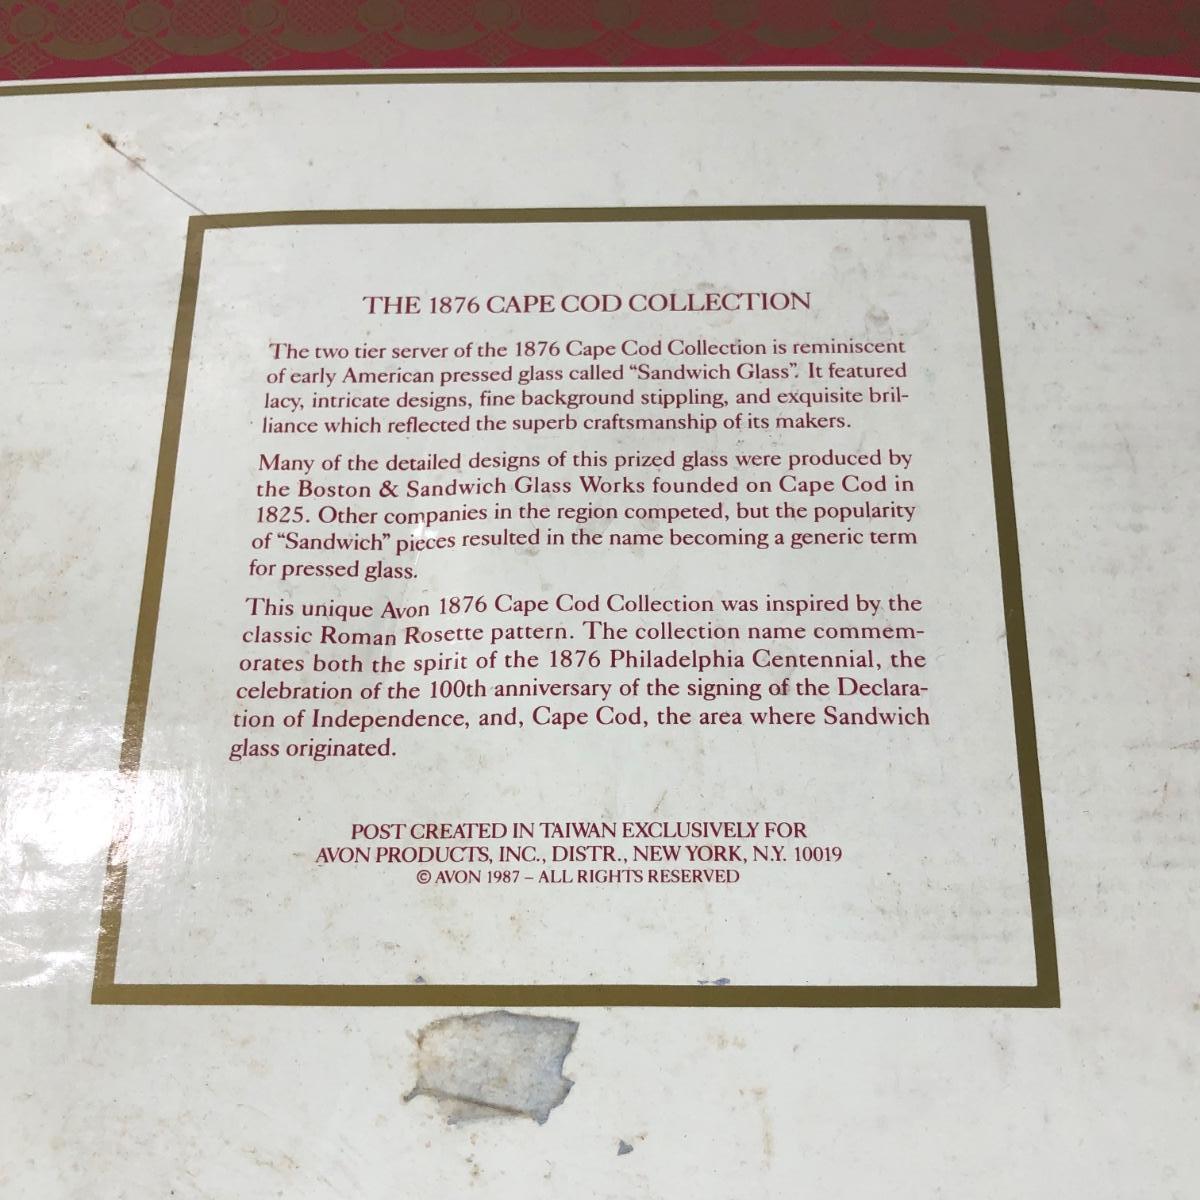 THE 1876 CAPE COD COLLECTION
The two tier server of the 1876 Cape Cod Collection is reminiscent
of early American pressed glass called “Sandwich Glass”. It featured
lacy, intricate designs, fine background stippling, and exquisite bril-
liance which reflected the superb craftsmanship of its makers.
Many of the detailed designs of this prized glass were produced by
the Boston & Sandwich Glass Works founded on Cape Cod in
1825. Other companies in the region competed, but the popularity
of “Sandwich” pieces resulted in the name becoming a generic term
for pressed glass.
This unique Avon 1876 Cape Cod Collection was inspired by the
classic Roman Rosette pattern. The collection name commem-
orates both the spirit of the 1876 Philadelphia Centennial, the
celebration of the 100th anniversary of the signing of the Declara-
tion of Independence, and, Cape Cod, the area where Sandwich
glass originated.
POST CREATED IN TAIWAN EXCLUSIVELY FOR
AVON PRODUCTS, INC., DISTR., NEW YORK, N.Y. 10019
© AVON 1987 – ALL RIGHTS RESERVED